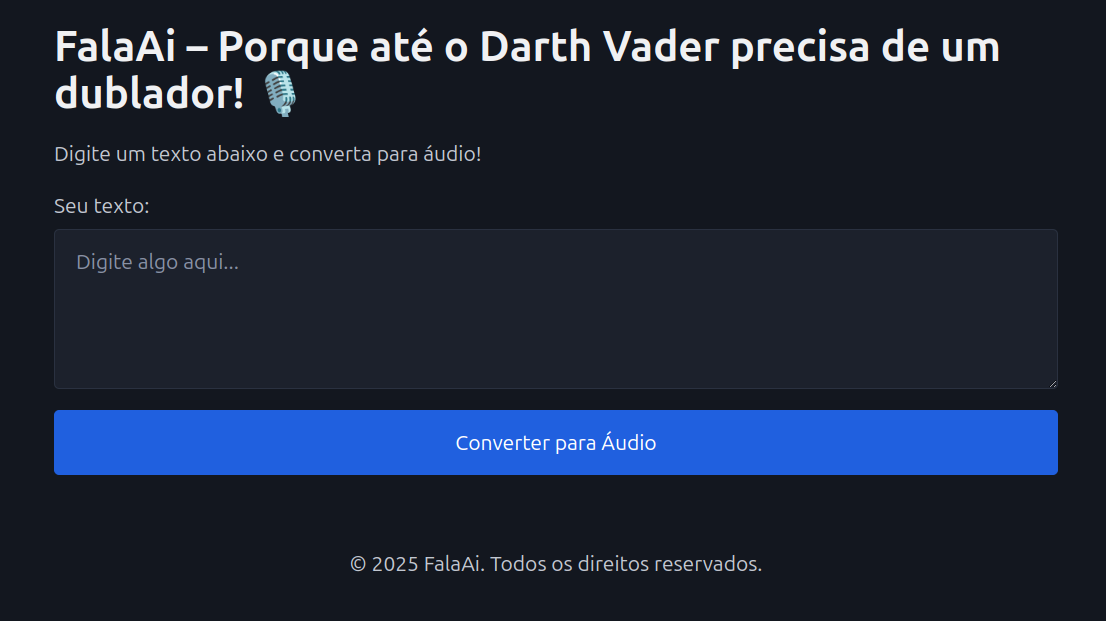 FalaAi – Porque até o Darth Vader precisa de um
dublador! 🎙️
Digite um texto abaixo e converta para áudio!
Seu texto:
Digite algo aqui...
Converter para Áudio
© 2025 FalaAi. Todos os direitos reservados.